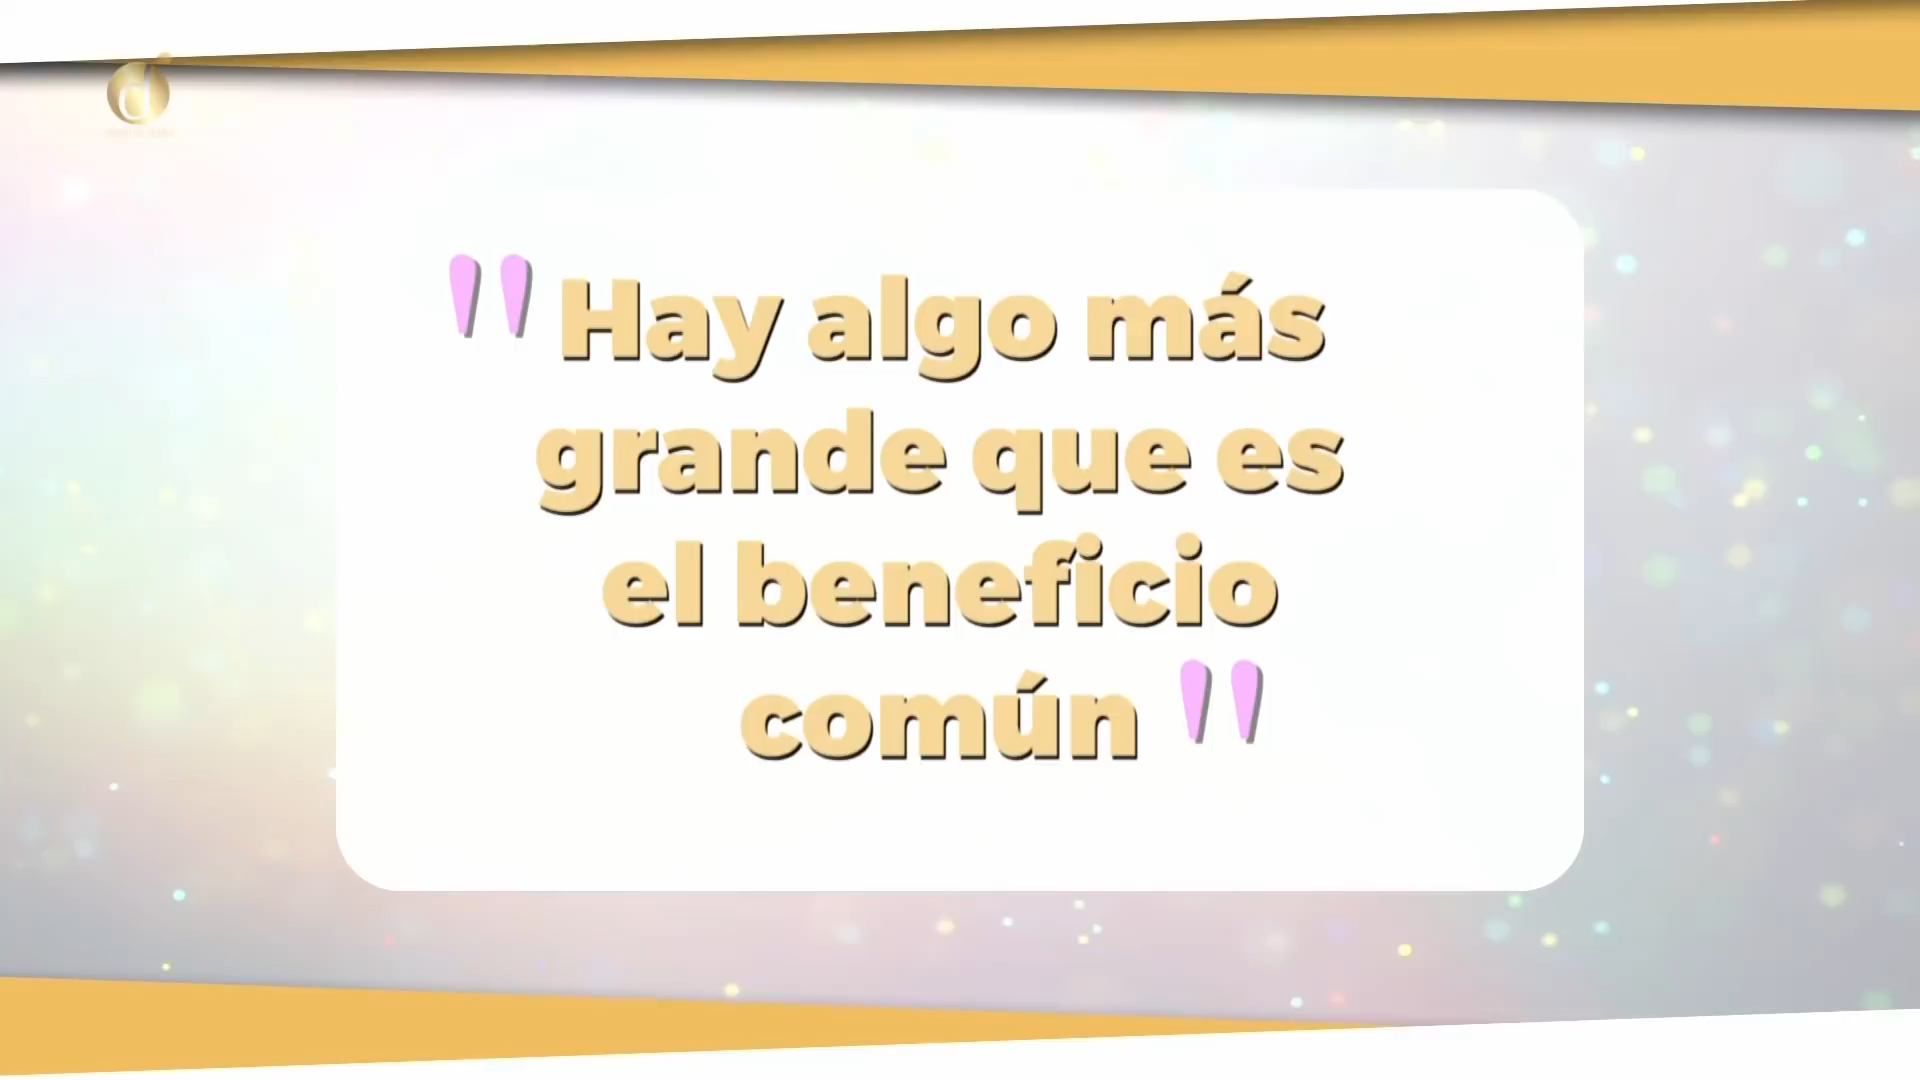 "Hay algo más
grande que es
el beneficio
común"